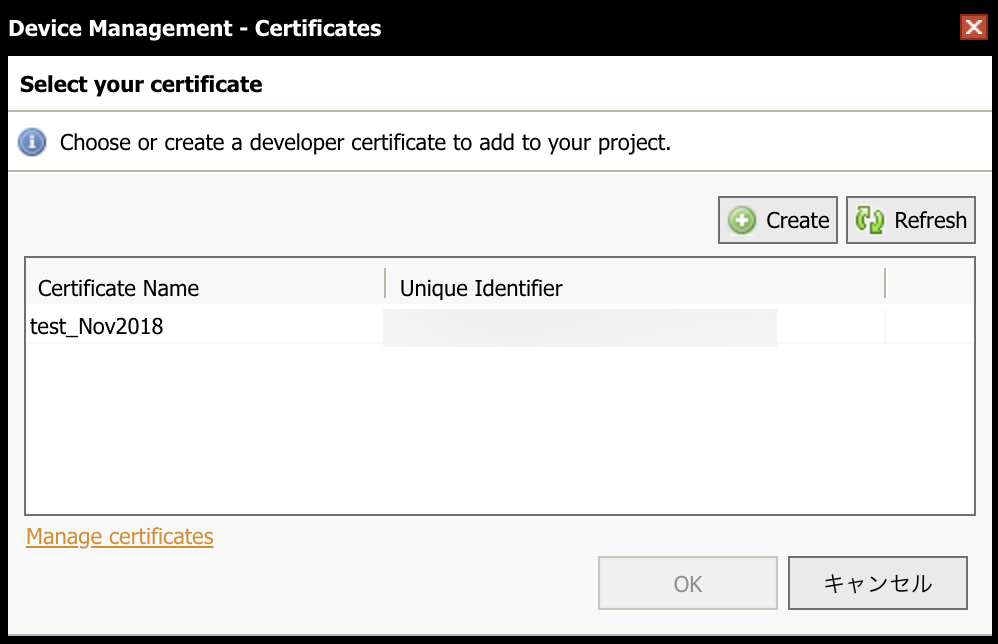 Device Management - Certificates
Select your certificate
Choose or create a developer certificate to add to your project.
Create Refresh
Certificate Name Unique Identifier
test_Nov2018
Manage certificates
OK キャンセル